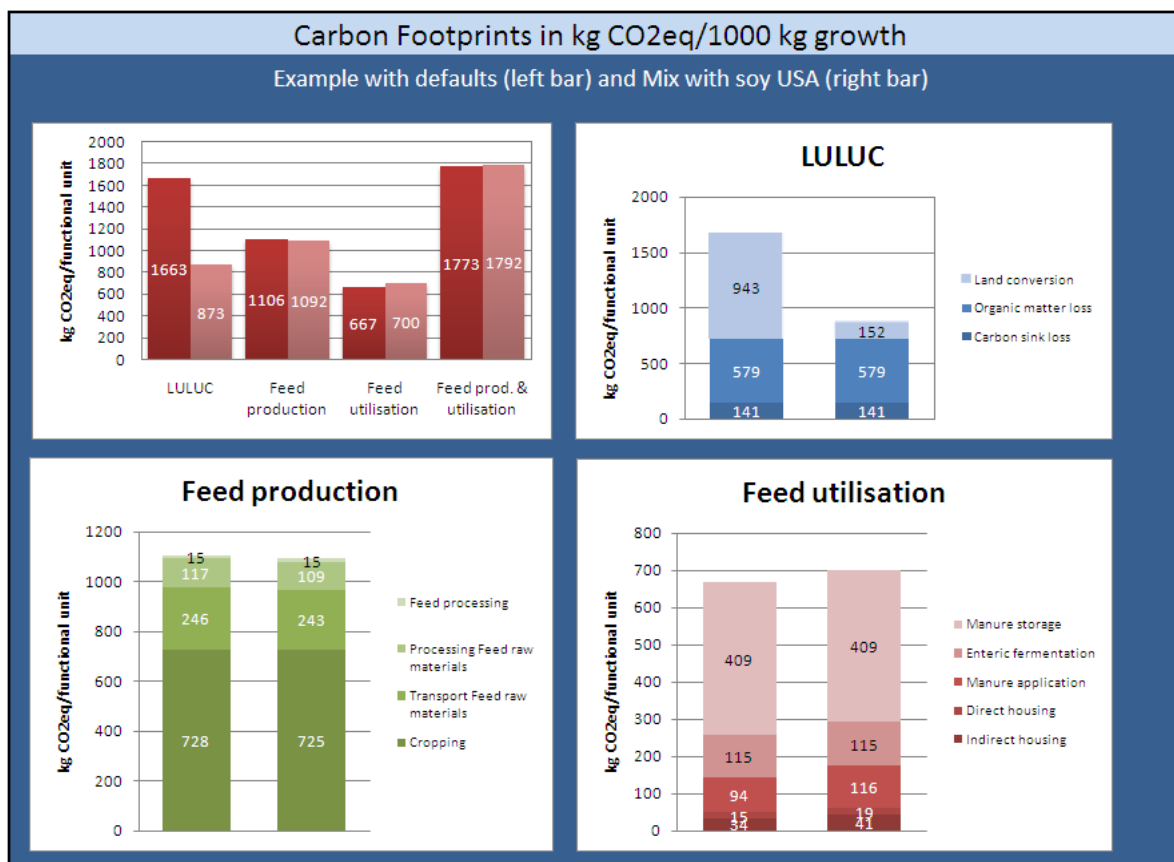 Carbon Footprints in kg CO2eq/1000 kg growth
Example with defaults (left bar) and Mix with soy USA (right bar)
kg CO2eq/functional unit
2000
1800
1600
1400
1200
1000
800
600
400
200
0
1663
873
1106
1092
667
700
1773
1792
LULUC
Feed
production
Feed
utilisation
Feed prod. &
utilisation
LULUC
kg CO2eq/functional unit
2000
1500
1000
500
0
943
579
141
152
579
141
Land conversion
Organic matter loss
Carbon sink loss
Feed production
kg CO2eq/functional unit
1200
1000
800
600
400
200
0
15
117
246
728
15
109
243
725
Feed processing
Processing Feed raw
materials
Transport Feed raw
materials
Cropping
Feed utilisation
kg CO2eq/functional unit
800
700
600
500
400
300
200
100
0
409
115
94
15
34
409
115
116
19
41
Manure storage
Enteric fermentation
Manure application
Direct housing
Indirect housing